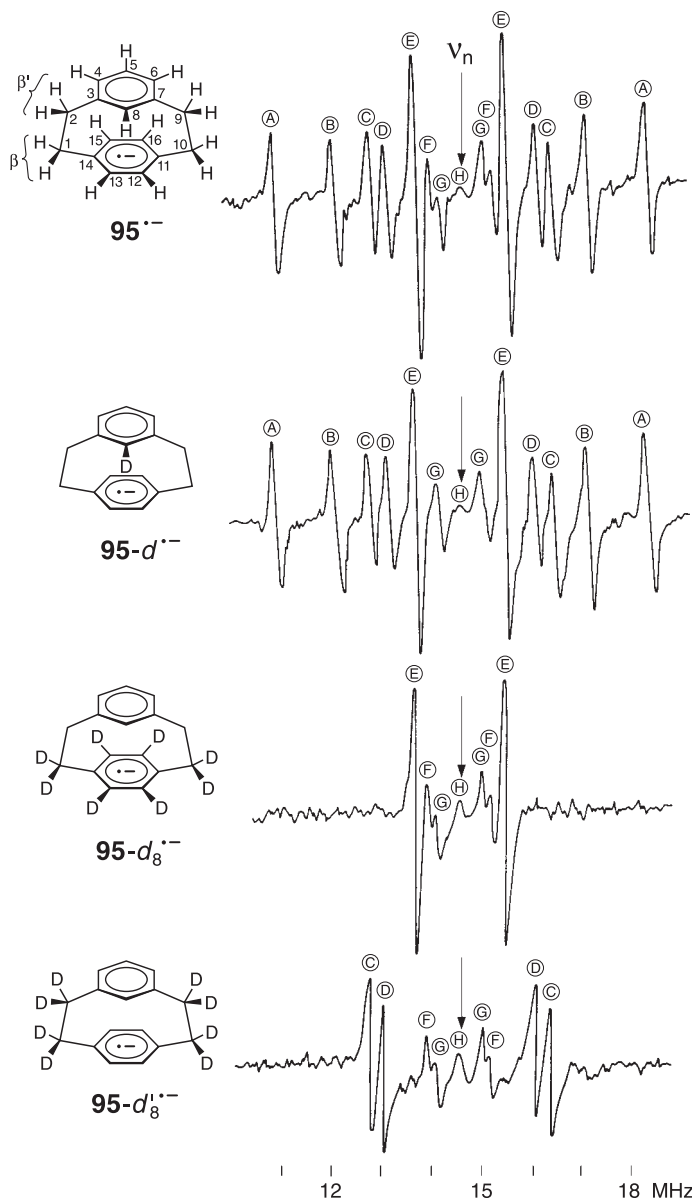 E E
νn
H H H
4 5 6
β' H 3 7 H
H 2 8 9 H
H H H H H
β 15 16
H 1 10 H
H 14 11 H
H 13 12 H
95•−
A B C D F G H G F D C B A
E E
D
95-d•−
A B C D G H G D C B A
E E
D D D D
D D D D
95-d8•−
F G H G F
D D D D
D D D D
95-d8'•−
C D F G H G F D C
12 15 18 MHz